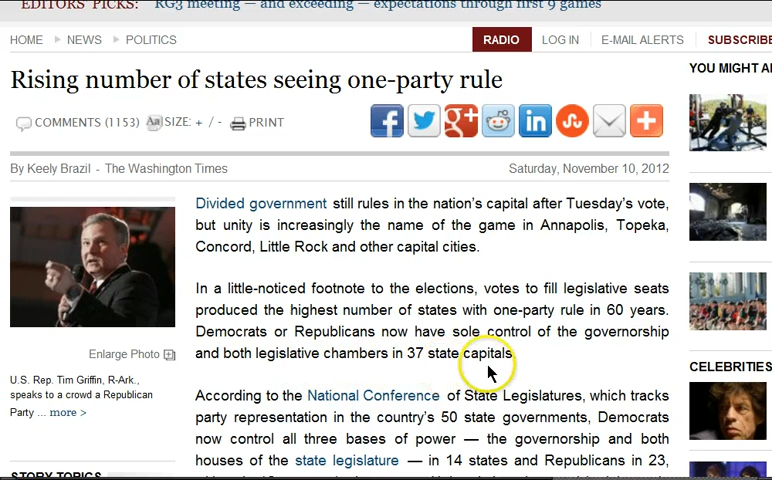 EDITORS' PICKS: RG3 meeting — and exceeding — expectations through first 9 games
HOME NEWS POLITICS
RADIO LOG IN E-MAIL ALERTS SUBSCRIBE
Rising number of states seeing one-party rule
YOU MIGHT A
COMMENTS (1153) Aa SIZE: + / - PRINT
By Keely Brazil - The Washington Times
Saturday, November 10, 2012
Divided government still rules in the nation's capital after Tuesday's vote,
but unity is increasingly the name of the game in Annapolis, Topeka,
Concord, Little Rock and other capital cities.
In a little-noticed footnote to the elections, votes to fill legislative seats
produced the highest number of states with one-party rule in 60 years.
Democrats or Republicans now have sole control of the governorship
and both legislative chambers in 37 state capitals.
Enlarge Photo
U.S. Rep. Tim Griffin, R-Ark.,
speaks to a crowd a Republican
Party ... more >
CELEBRITIES
According to the National Conference of State Legislatures, which tracks
party representation in the country's 50 state governments, Democrats
now control all three bases of power — the governorship and both
houses of the state legislature — in 14 states and Republicans in 23,
STORY TOPICS